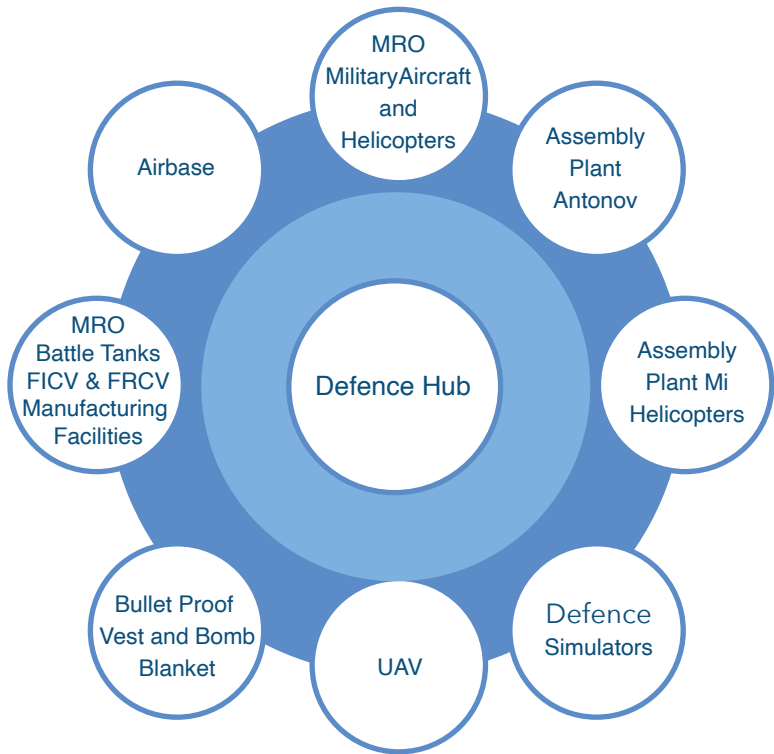 MRO
MilitaryAircraft
and
Helicopters
Assembly
Plant
Antonov
Assembly
Plant Mi
Helicopters
Defence
Simulators
UAV
Bullet Proof
Vest and Bomb
Blanket
MRO
Battle Tanks
FICV & FRCV
Manufacturing
Facilities
Airbase
Defence Hub